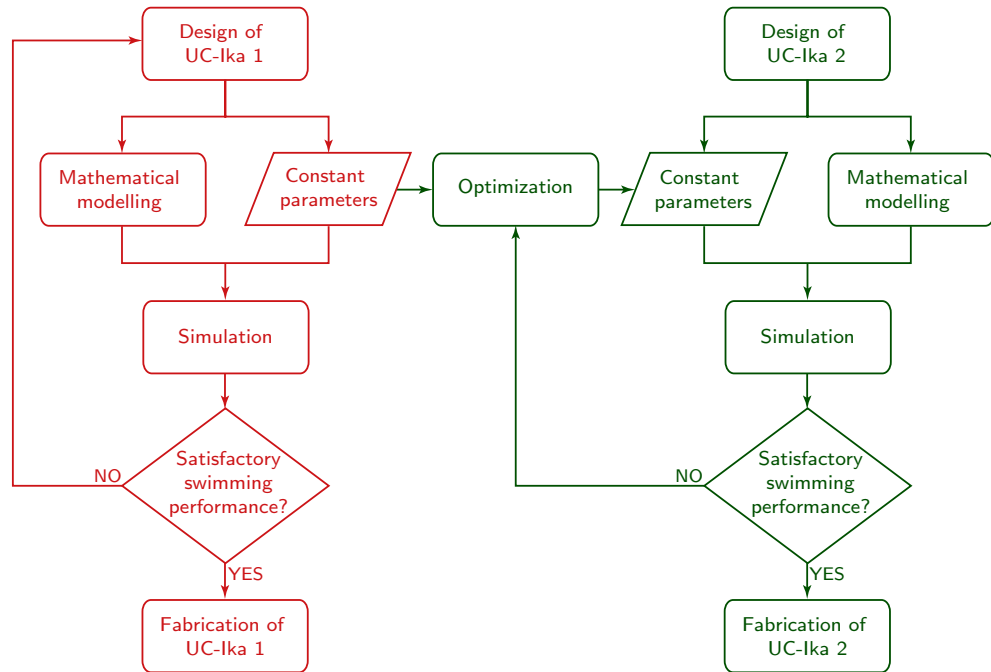 Design of
UC-Ika 1
Design of
UC-Ika 2
Mathematical
modelling
Constant
parameters
Optimization
Constant
parameters
Mathematical
modelling
Simulation
Simulation
NO
Satisfactory
swimming
performance?
NO
Satisfactory
swimming
performance?
YES
YES
Fabrication of
UC-Ika 1
Fabrication of
UC-Ika 2